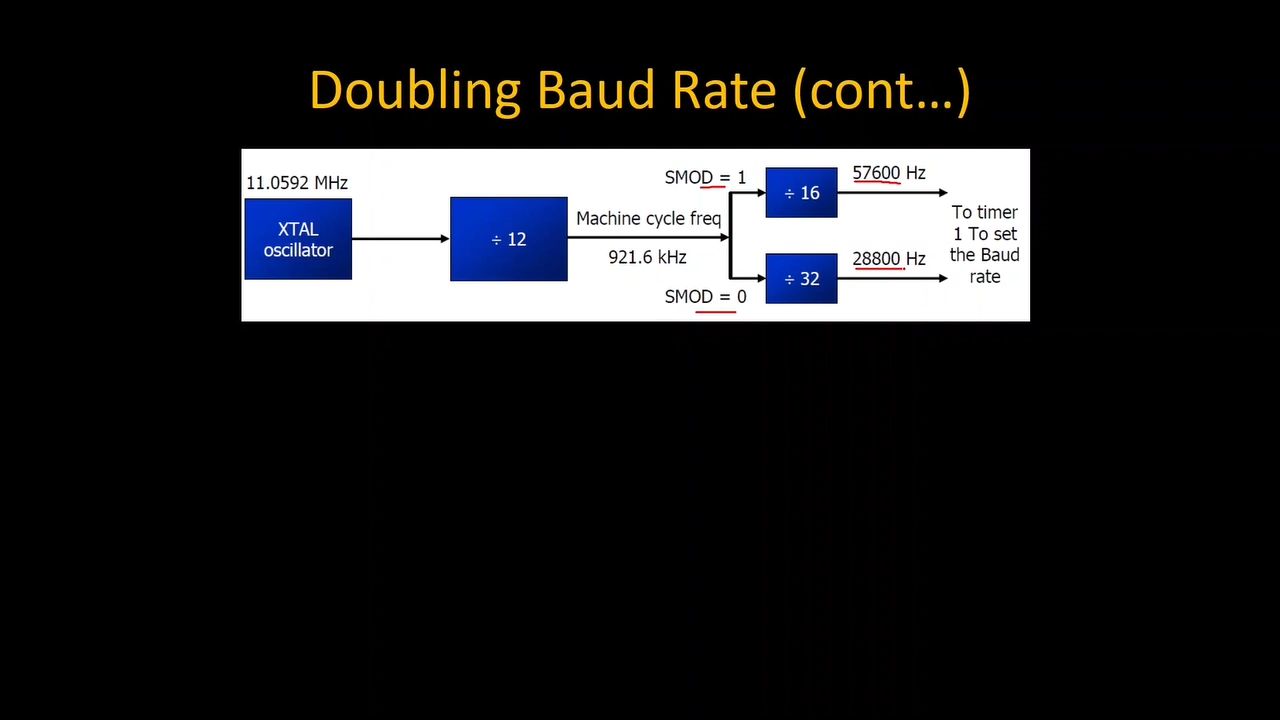 Doubling Baud Rate (cont…)
11.0592 MHz
XTAL
oscillator
÷ 12
Machine cycle freq
921.6 kHz
SMOD = 1
÷ 16
57600 Hz
SMOD = 0
÷ 32
28800 Hz
To timer
1 To set
the Baud
rate